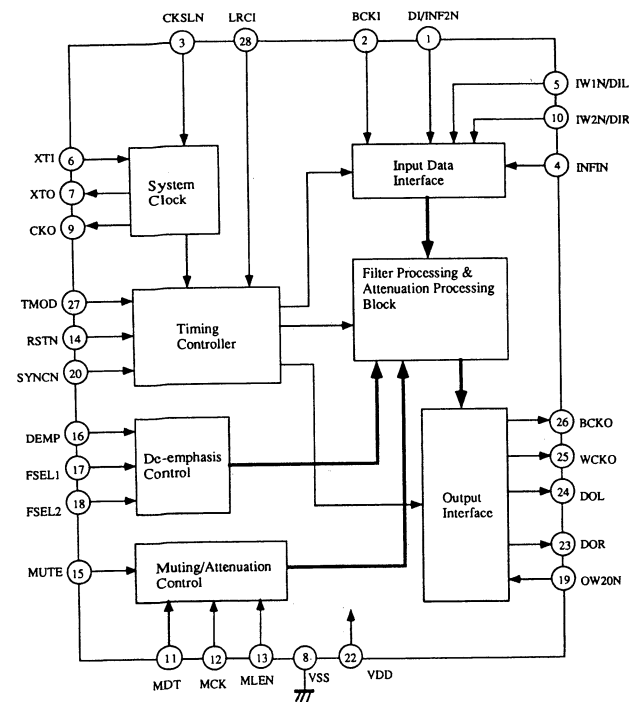 CKSLN LRCI BCKI DI/INF2N
3 28 2 1
5 IW1N/DIL
10 IW2N/DIR
XTI 6
4 INFIN
System
Clock
Input Data
Interface
XTO 7
CKO 9
Filter Processing &
Attenuation Processing
Block
TMOD 27
RSTN 14
Timing
Controller
SYNCN 20
DEMP 16
26 BCKO
De-emphasis
Control
FSEL1 17
25 WCKO
FSEL2 18
24 DOL
Output
Interface
23 DOR
MUTE 15
Muting/Attenuation
Control
19 OW20N
11 12 13 8 22
MDT MCK MLEN VSS VDD